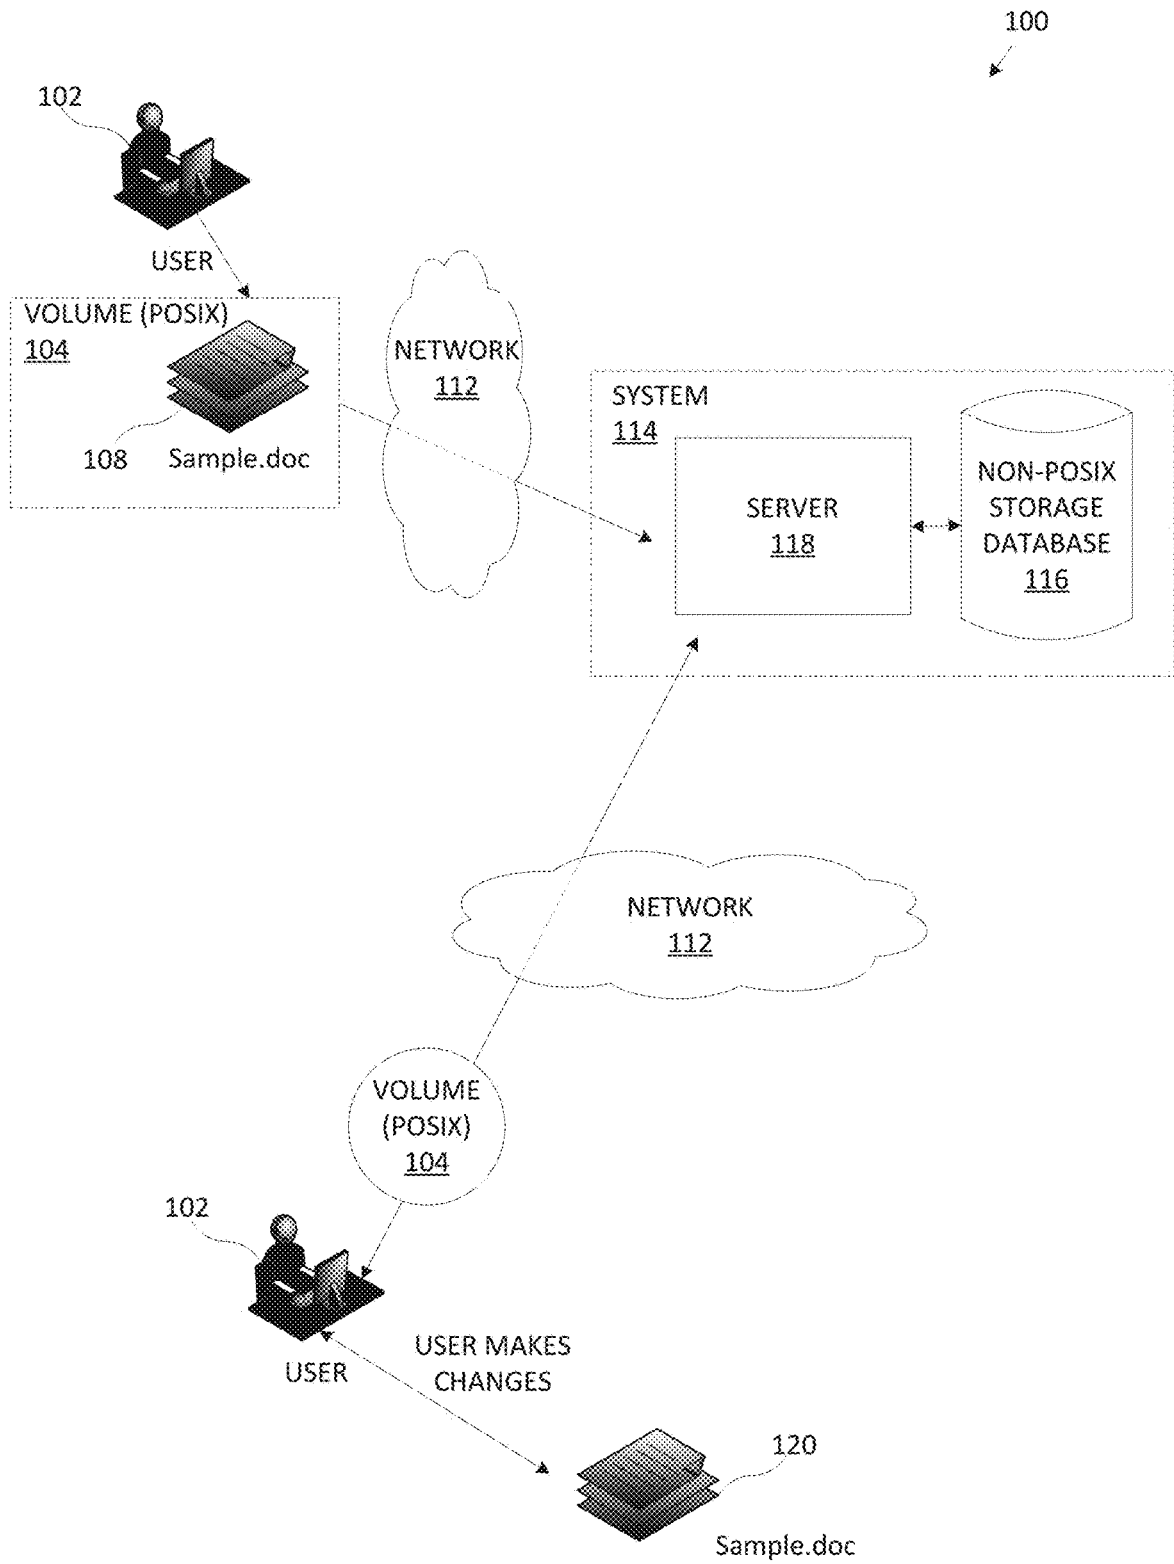 100
102
USER
VOLUME (POSIX)
104
108
Sample.doc
NETWORK
112
SYSTEM
114
SERVER
118
NON-POSIX
STORAGE
DATABASE
116
NETWORK
112
VOLUME
(POSIX)
104
102
USER
USER MAKES
CHANGES
120
Sample.doc